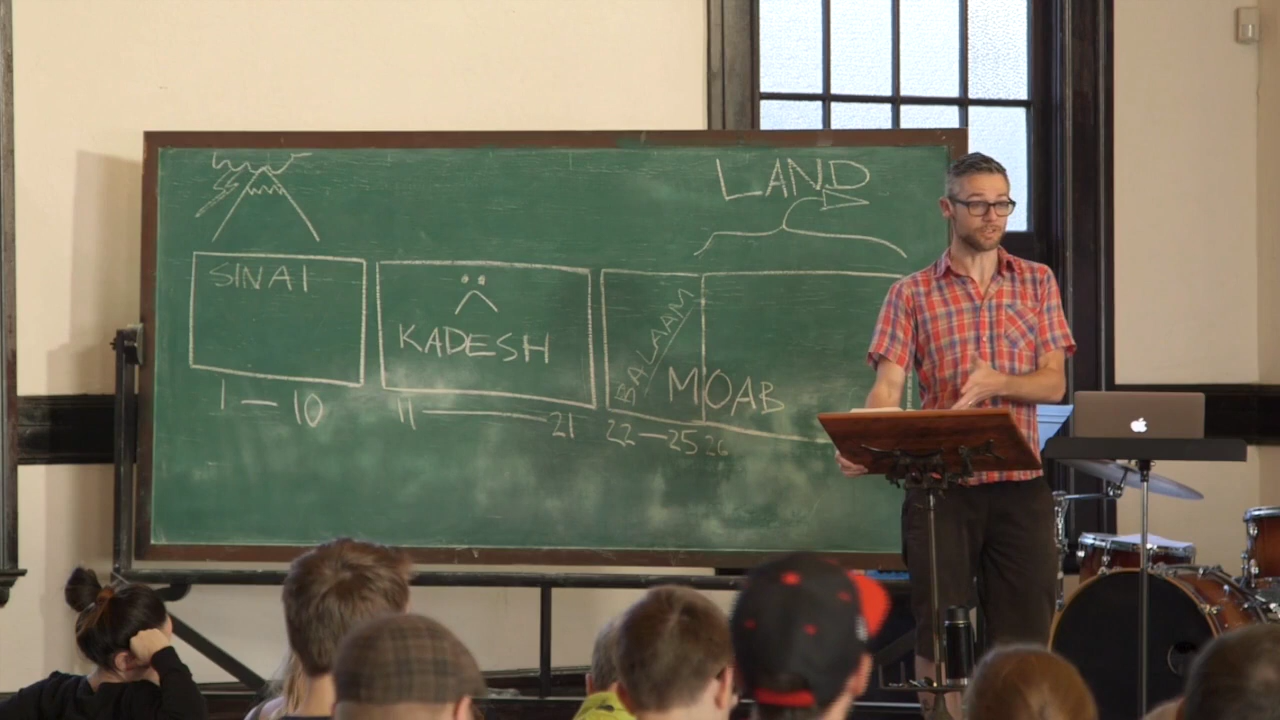 LAND
SINAI
KADESH
BALAAM
MOAB
1 — 10
11 — 21
22 — 25 26